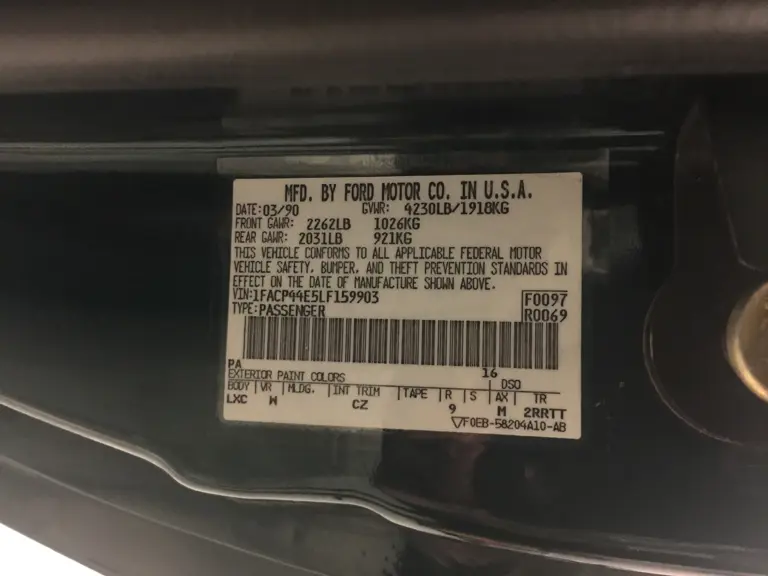 MFD. BY FORD MOTOR CO. IN U.S.A.
DATE: 03/90 GVWR: 4230LB/1918KG
FRONT GAWR: 2262LB 1026KG
REAR GAWR: 2031LB 921KG
THIS VEHICLE CONFORMS TO ALL APPLICABLE FEDERAL MOTOR
VEHICLE SAFETY, BUMPER, AND THEFT PREVENTION STANDARDS IN
EFFECT ON THE DATE OF MANUFACTURE SHOWN ABOVE.
VIN: 1FACP44E5LF159903 F0097
TYPE: PASSENGER R0069
PA 16
EXTERIOR PAINT COLORS DSO
BODY VR MLDG. INT TRIM TAPE R S AX TR
LXC W CZ 9 M 2RRTT
F0EB-58204A10-AB